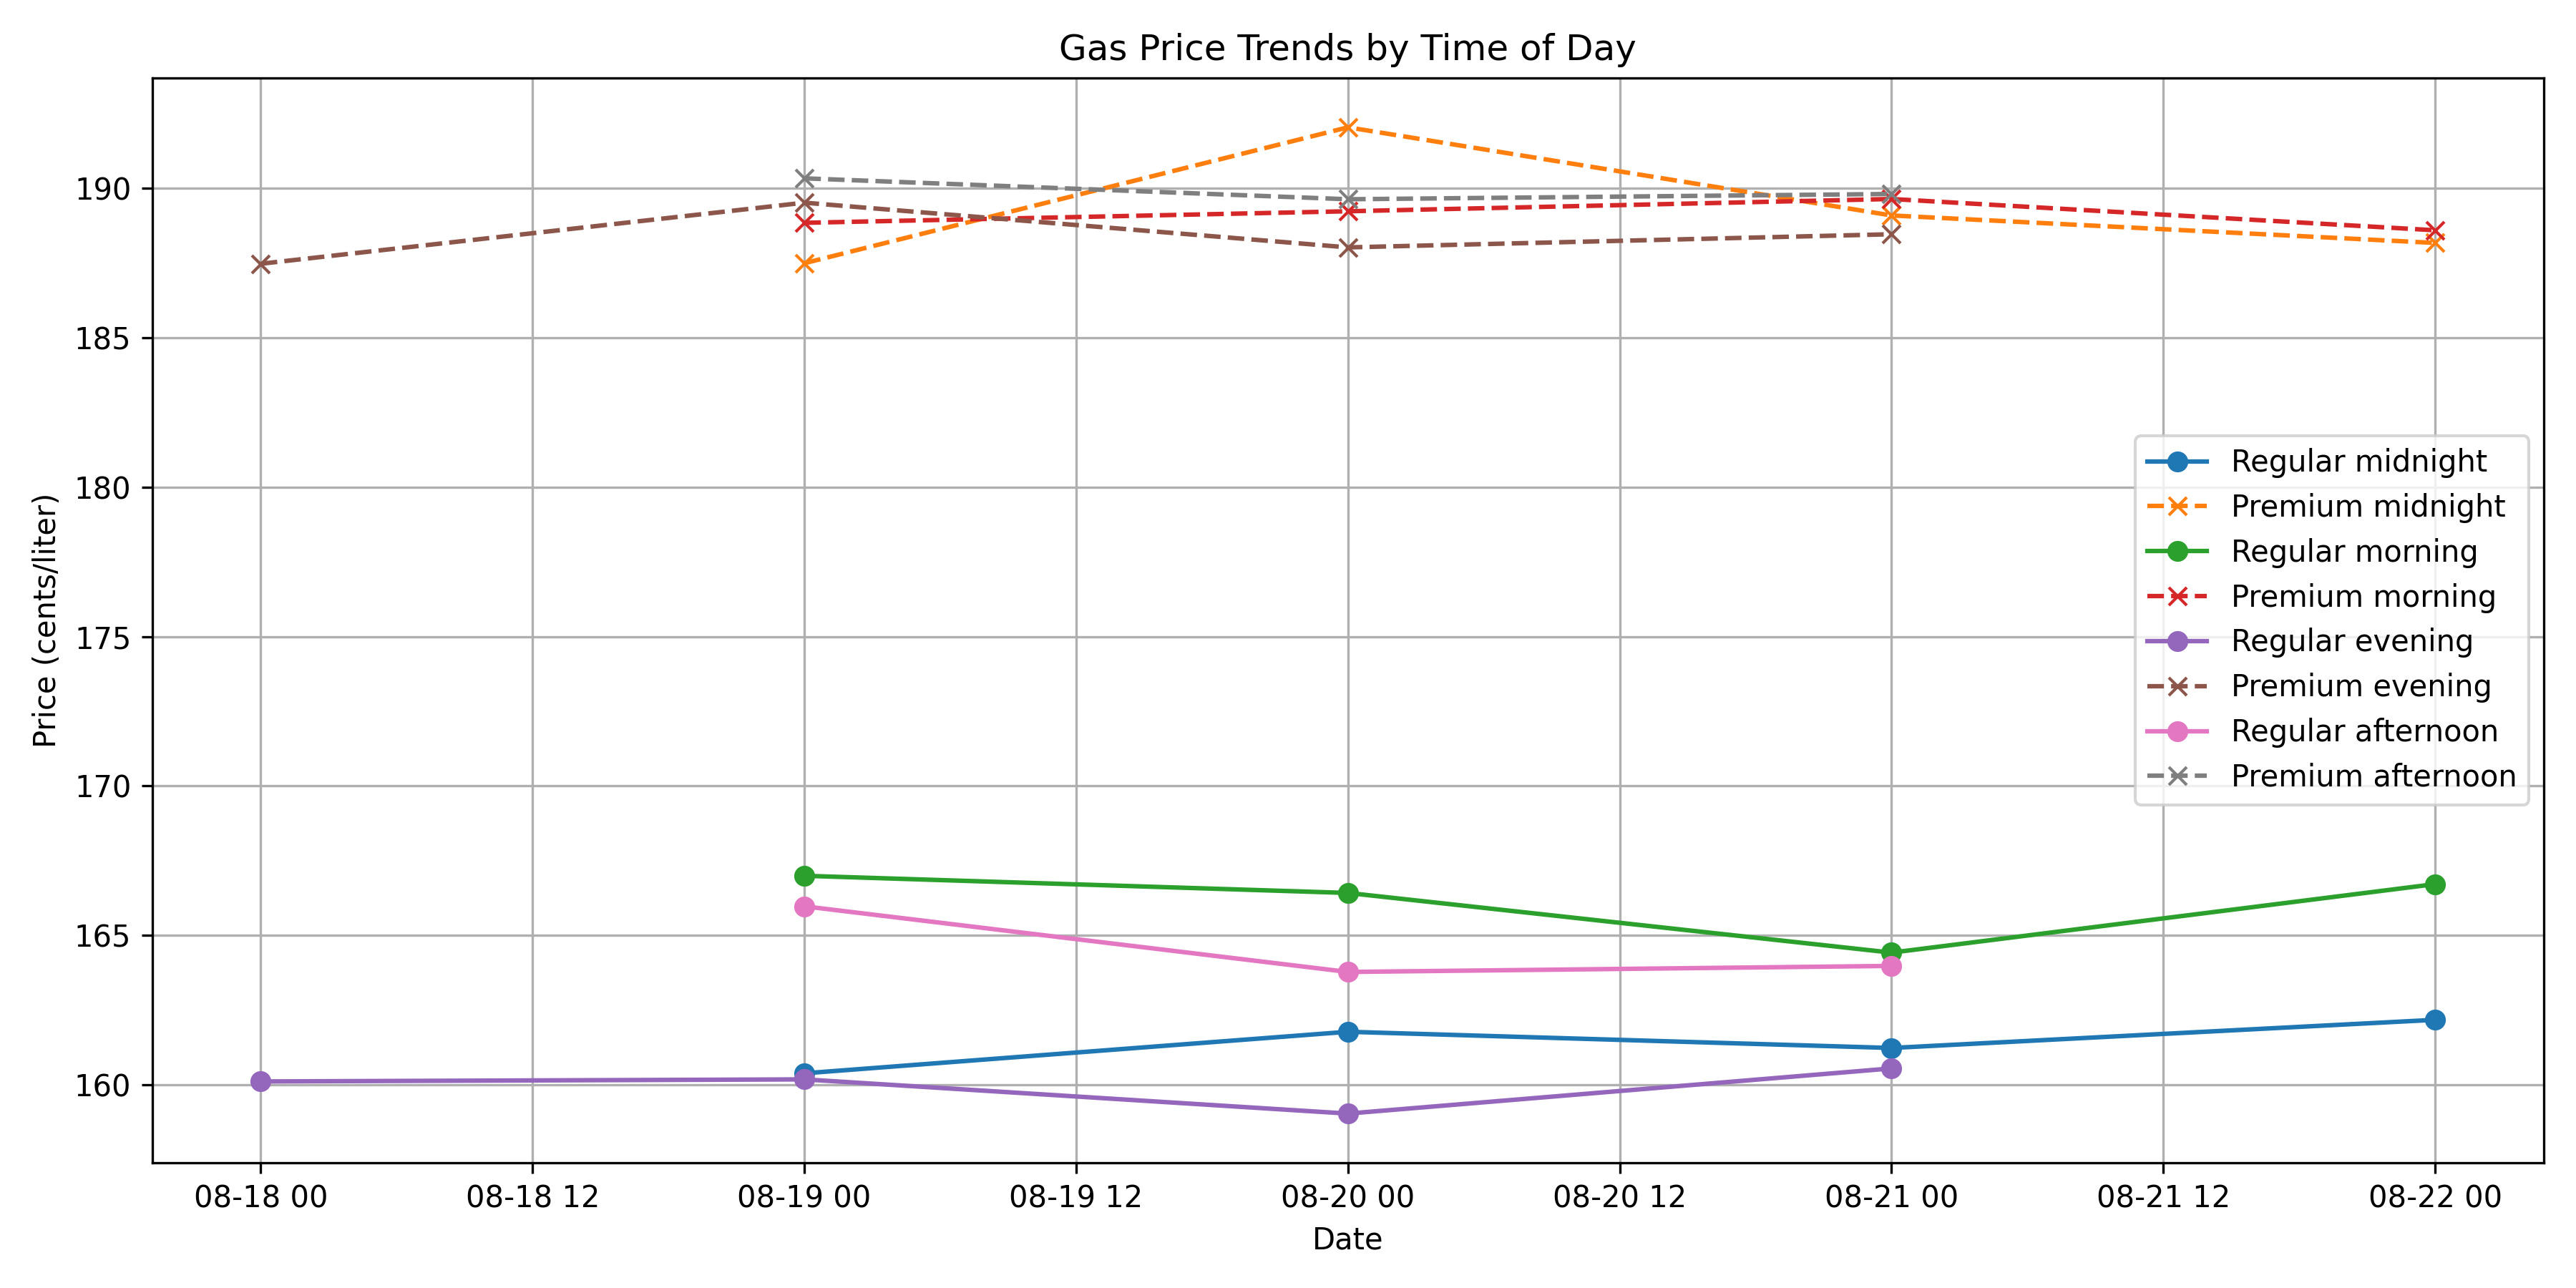 Gas Price Trends by Time of Day
190
185
180
175
170
165
160
Price (cents/liter)
Regular midnight
Premium midnight
Regular morning
Premium morning
Regular evening
Premium evening
Regular afternoon
Premium afternoon
08-18 00
08-18 12
08-19 00
08-19 12
08-20 00
08-20 12
08-21 00
08-21 12
08-22 00
Date